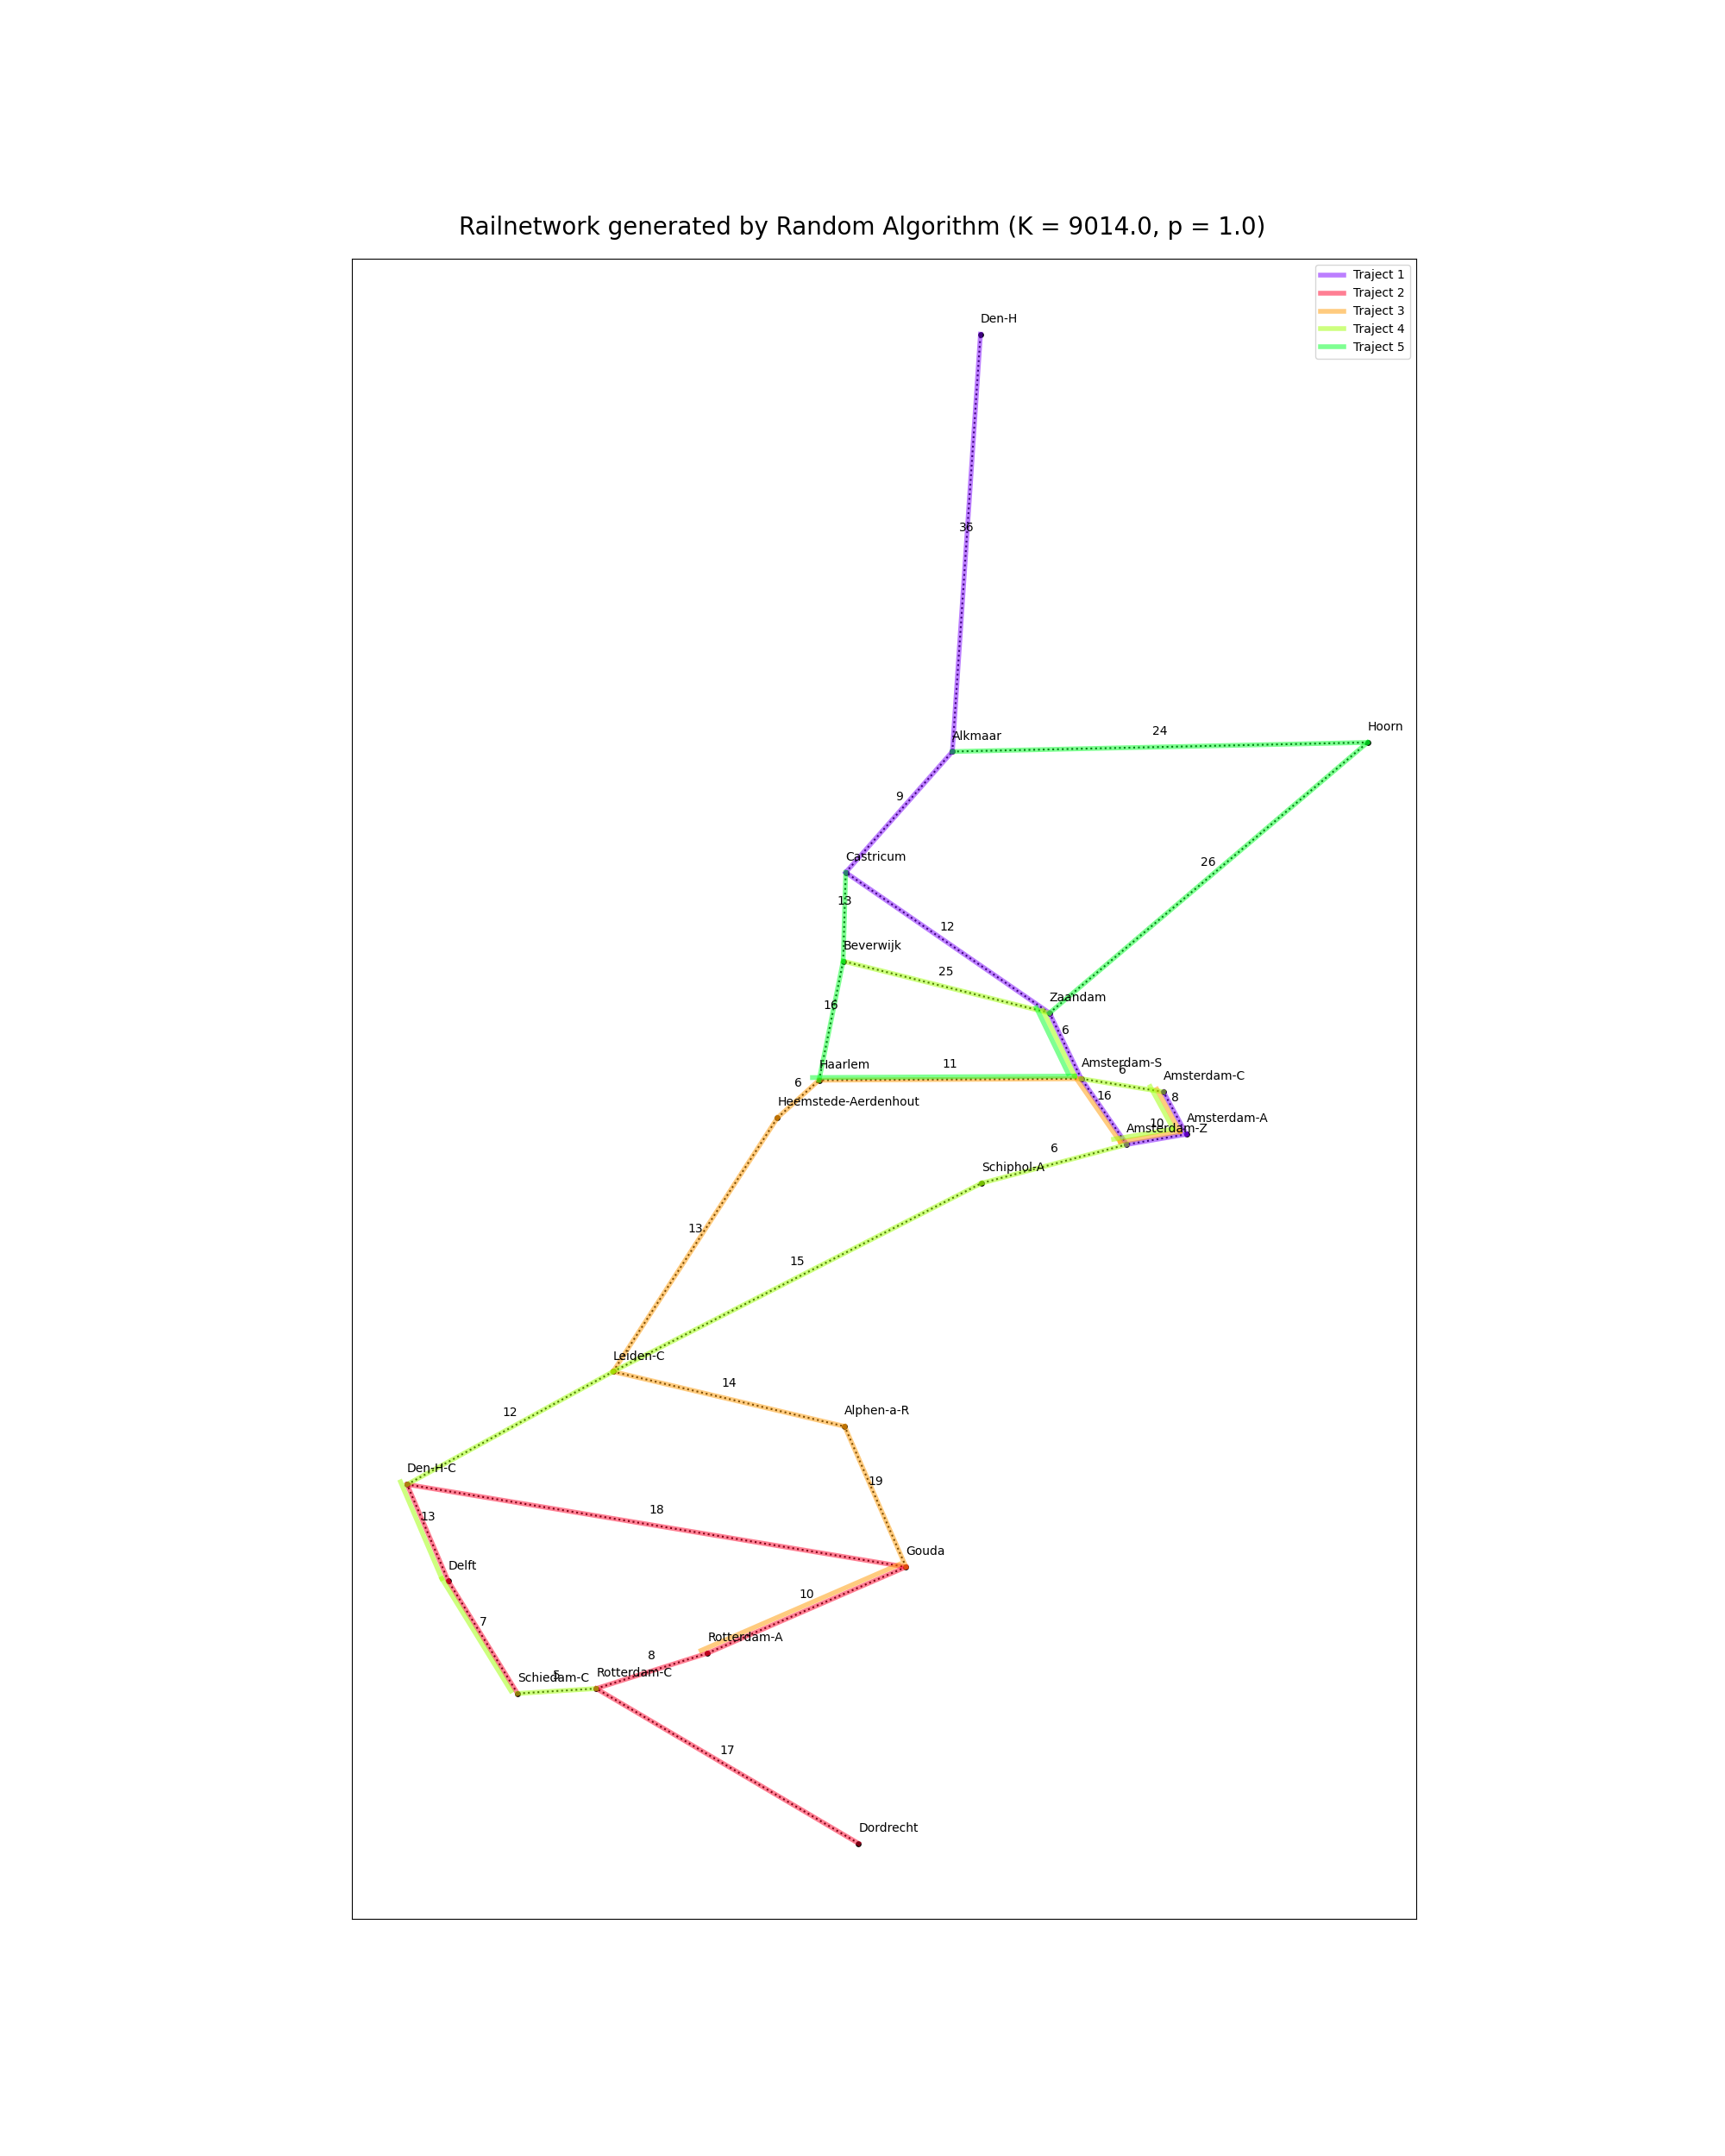 Railnetwork generated by Random Algorithm (K = 9014.0, p = 1.0)
Traject 1
Traject 2
Traject 3
Traject 4
Traject 5
Den-H
36
Hoorn
24
Alkmaar
9
Castricum
26
13
12
Beverwijk
25
Zaandam
16
6
Haarlem
11
Amsterdam-S
6
Amsterdam-C
6
Heemstede-Aerdenhout
16
8
Amsterdam-A
10
Amsterdam-Z
6
Schiphol-A
13
15
Leiden-C
14
12
Alphen-a-R
Den-H-C
19
18
13
Gouda
Delft
10
7
Rotterdam-A
8
Schiedam-C
5
Rotterdam-C
17
Dordrecht